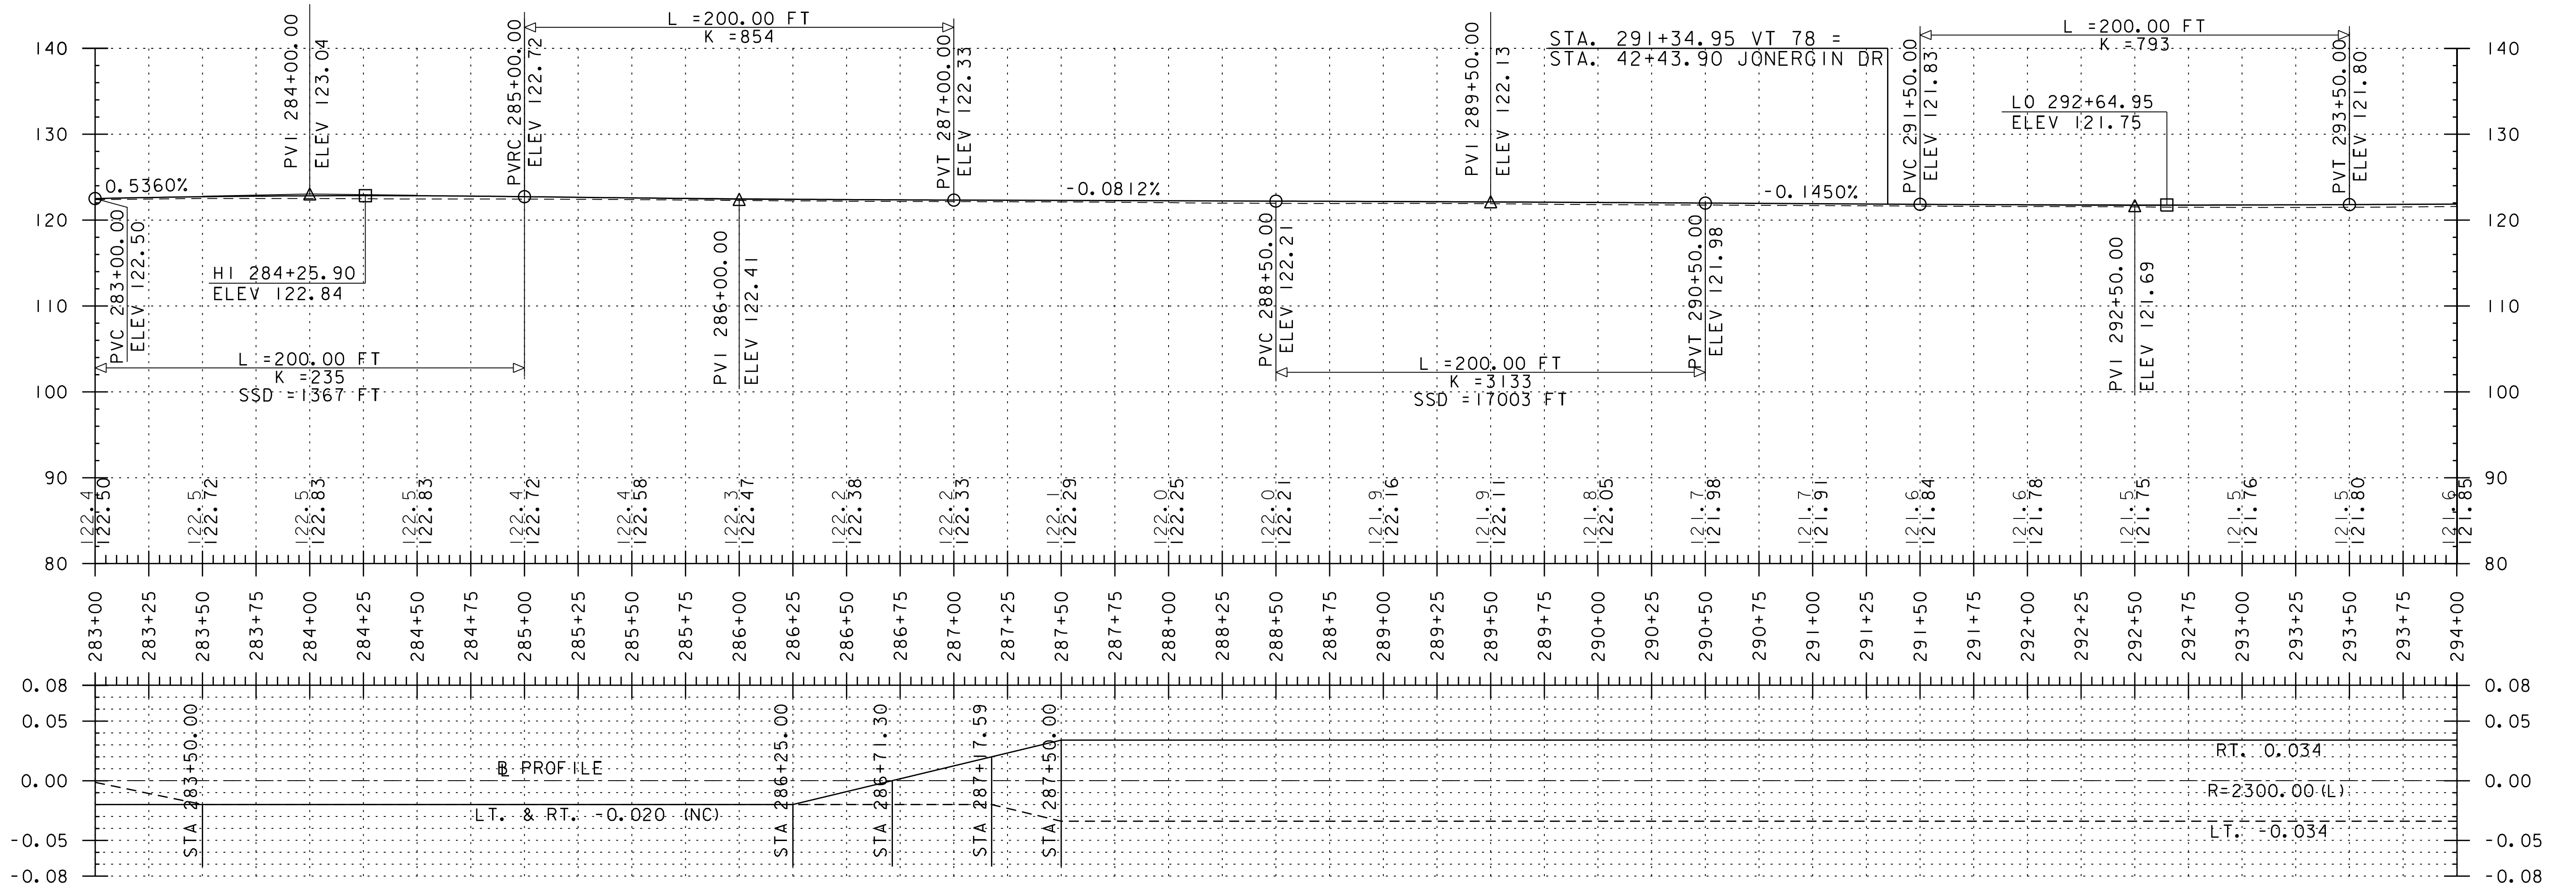 L =200.00 FT
K =854
L =200.00 FT
K =793
STA. 291+34.95 VT 78 =
STA. 42+43.90 JONERGIN DR
PVI 284+00.00
ELEV 123.04
PVRC 285+00.00
ELEV 122.72
PVT 287+00.00
ELEV 122.33
PVI 289+50.00
ELEV 122.13
PVC 291+50.00
ELEV 121.83
PVT 293+50.00
ELEV 121.80
LO 292+64.95
ELEV 121.75
0.5360%
-0.0812%
-0.1450%
PVC 283+00.00
ELEV 122.50
HI 284+25.90
ELEV 122.84
PVI 286+00.00
ELEV 122.41
PVC 288+50.00
ELEV 122.21
PVT 290+50.00
ELEV 121.98
PVI 292+50.00
ELEV 121.69
L =200.00 FT
K =235
SSD =1367 FT
L =200.00 FT
K =3133
SSD =17003 FT
140
130
120
110
100
90
80
140
130
120
110
100
90
80
122.4
122.50
122.5
122.72
122.5
122.83
122.5
122.83
122.4
122.72
122.4
122.58
122.3
122.47
122.2
122.38
122.2
122.33
122.1
122.29
122.0
122.25
122.0
122.21
121.9
122.16
121.9
122.11
121.8
122.05
121.7
121.98
121.7
121.91
121.6
121.84
121.6
121.78
121.5
121.75
121.5
121.76
121.5
121.80
121.6
121.85
283+00
283+25
283+50
283+75
284+00
284+25
284+50
284+75
285+00
285+25
285+50
285+75
286+00
286+25
286+50
286+75
287+00
287+25
287+50
287+75
288+00
288+25
288+50
288+75
289+00
289+25
289+50
289+75
290+00
290+25
290+50
290+75
291+00
291+25
291+50
291+75
292+00
292+25
292+50
292+75
293+00
293+25
293+50
293+75
294+00
0.08
0.05
0.00
-0.05
-0.08
0.08
0.05
0.00
-0.05
-0.08
STA 283+50.00
STA 286+25.00
STA 286+71.30
STA 287+17.59
STA 287+50.00
BL PROFILE
LT. & RT. -0.020 (NC)
RT. 0.034
R=2300.00 (L)
LT. -0.034